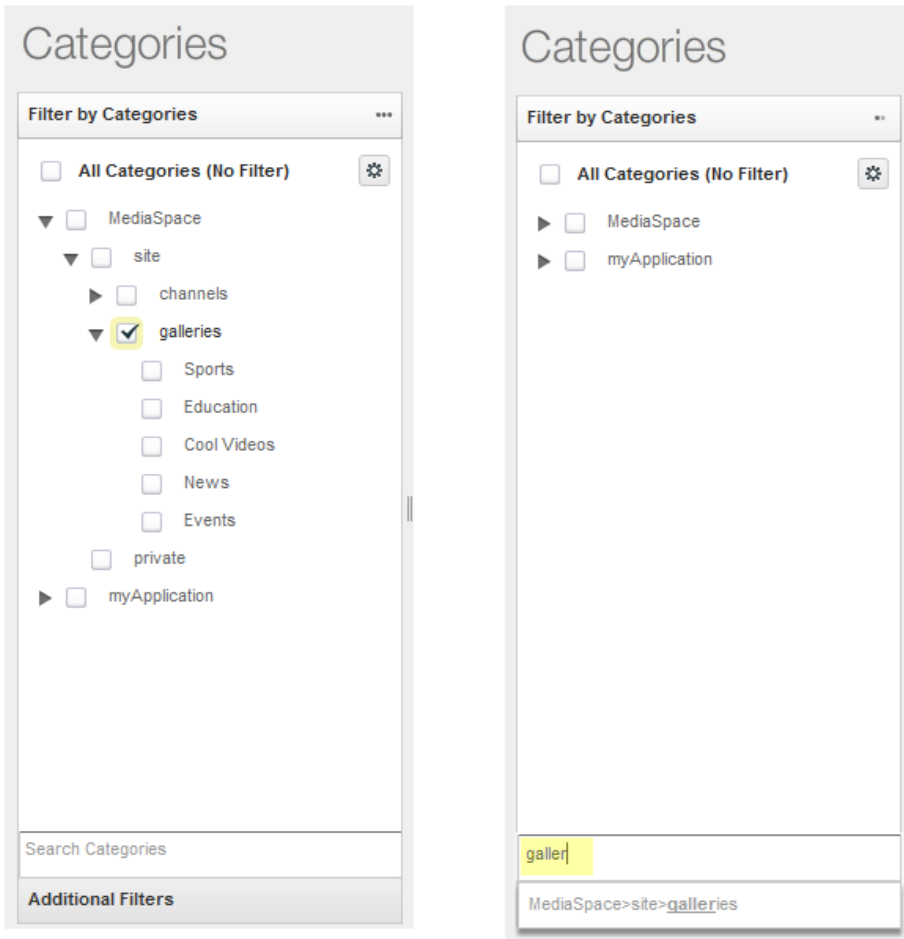 Categories
Filter by Categories
All Categories (No Filter)
MediaSpace
site
channels
galleries
Sports
Education
Cool Videos
News
Events
private
myApplication
Search Categories
Additional Filters
Categories
Filter by Categories
All Categories (No Filter)
MediaSpace
myApplication
galler
MediaSpace>site>galleries